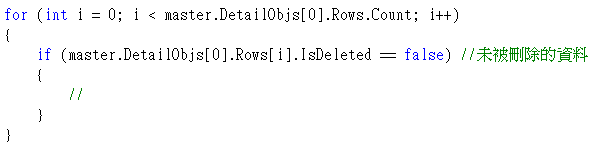 for (int i = 0; i < master.DetailObjs[0].Rows.Count; i++)
{
    if (master.DetailObjs[0].Rows[i].IsDeleted == false) //未被刪除的資料
    {
        //
    }
}